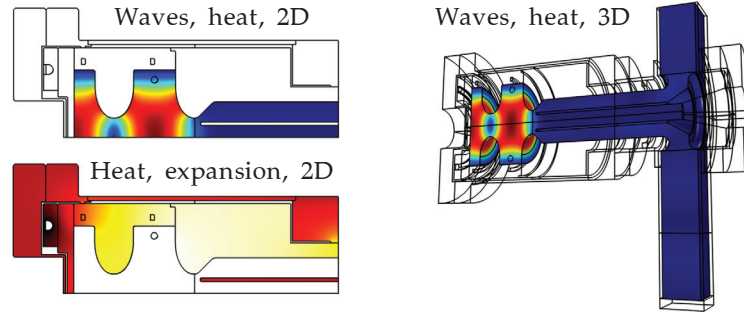 Waves, heat, 2D
Waves, heat, 3D
Heat, expansion, 2D